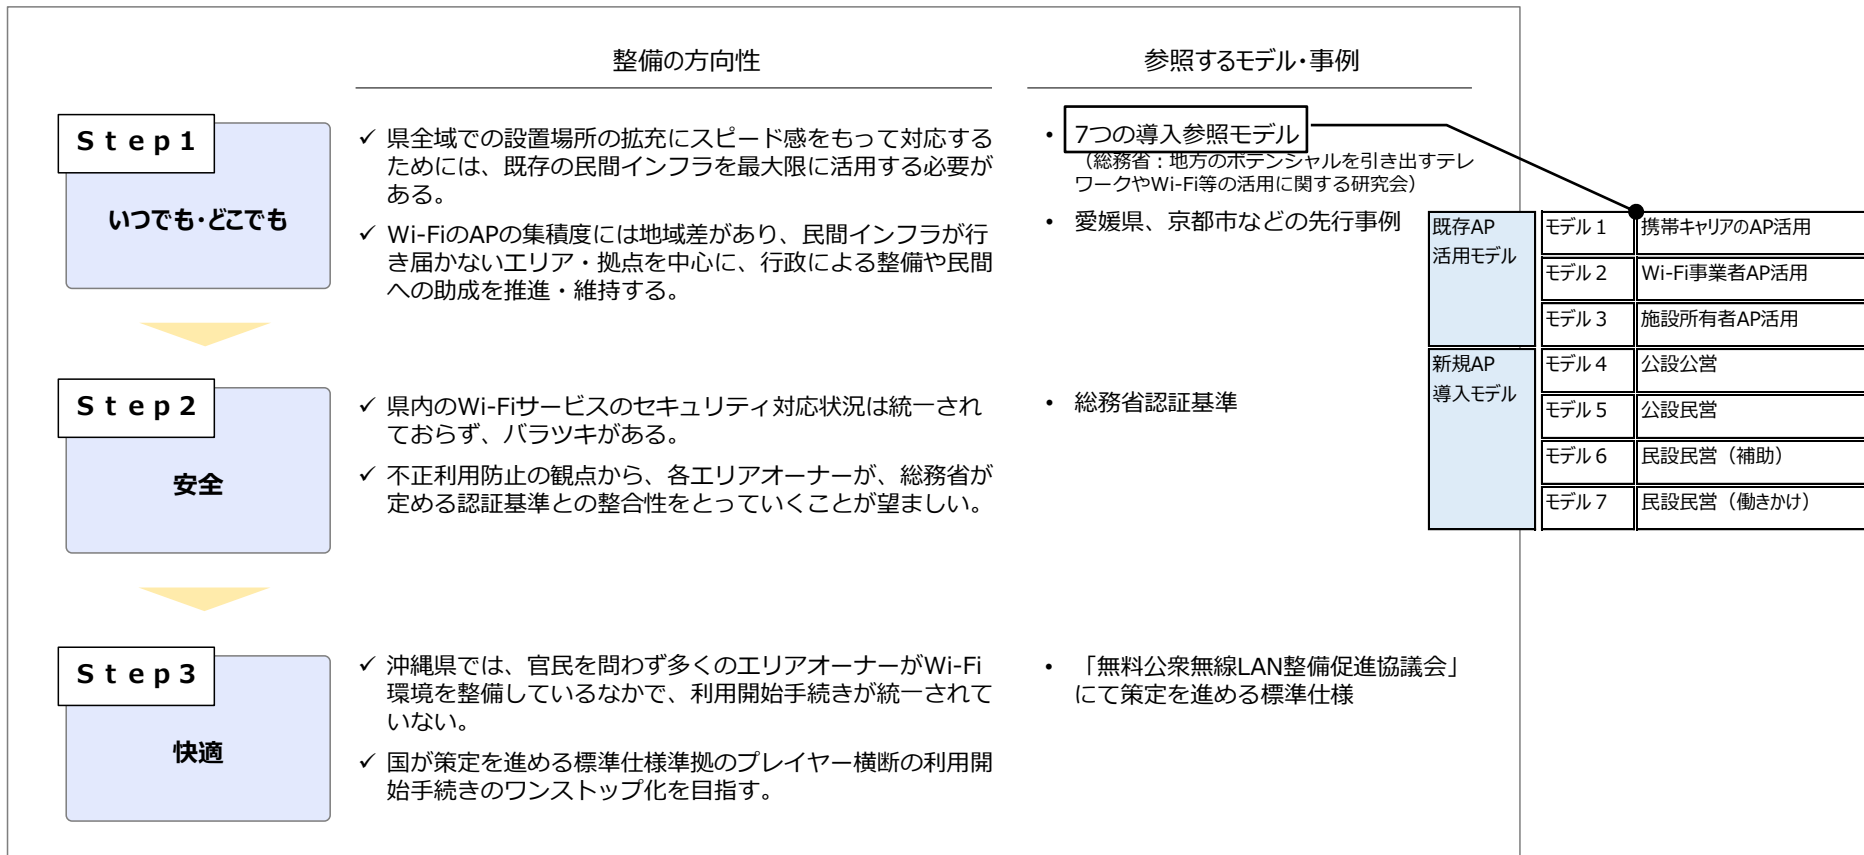 整備の方向性
参照するモデル・事例
Step1
いつでも・どこでも
✓ 県全域での設置場所の拡充にスピード感をもって対応する
ためには、既存の民間インフラを最大限に活用する必要が
ある。
✓ Wi-FiのAPの集積度には地域差があり、民間インフラが行
き届かないエリア・拠点を中心に、行政による整備や民間
への助成を推進・維持する。
• 7つの導入参照モデル
（総務省：地方のポテンシャルを引き出すテレ
ワークやWi-Fi等の活用に関する研究会）
• 愛媛県、京都市などの先行事例
既存AP
活用モデル
モデル１ 携帯キャリアのAP活用
モデル２ Wi-Fi事業者AP活用
モデル３ 施設所有者AP活用
新規AP
導入モデル
モデル４ 公設公営
モデル５ 公設民営
モデル６ 民設民営（補助）
モデル７ 民設民営（働きかけ）
Step2
安全
✓ 県内のWi-Fiサービスのセキュリティ対応状況は統一され
ておらず、バラツキがある。
✓ 不正利用防止の観点から、各エリアオーナーが、総務省が
定める認証基準との整合性をとっていくことが望ましい。
• 総務省認証基準
Step3
快適
✓ 沖縄県では、官民を問わず多くのエリアオーナーがWi-Fi
環境を整備しているなかで、利用開始手続きが統一されて
いない。
✓ 国が策定を進める標準仕様準拠のプレイヤー横断の利用開
始手続きのワンストップ化を目指す。
• 「無料公衆無線LAN整備促進協議会」
にて策定を進める標準仕様